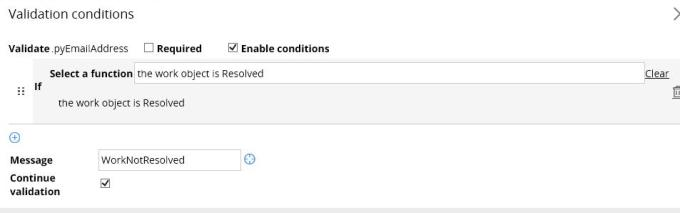 Validation conditions
Validate .pyEmailAddress Required Enable conditions
Select a function the work object is Resolved Clear
If
the work object is Resolved
Message WorkNotResolved
Continue
validation